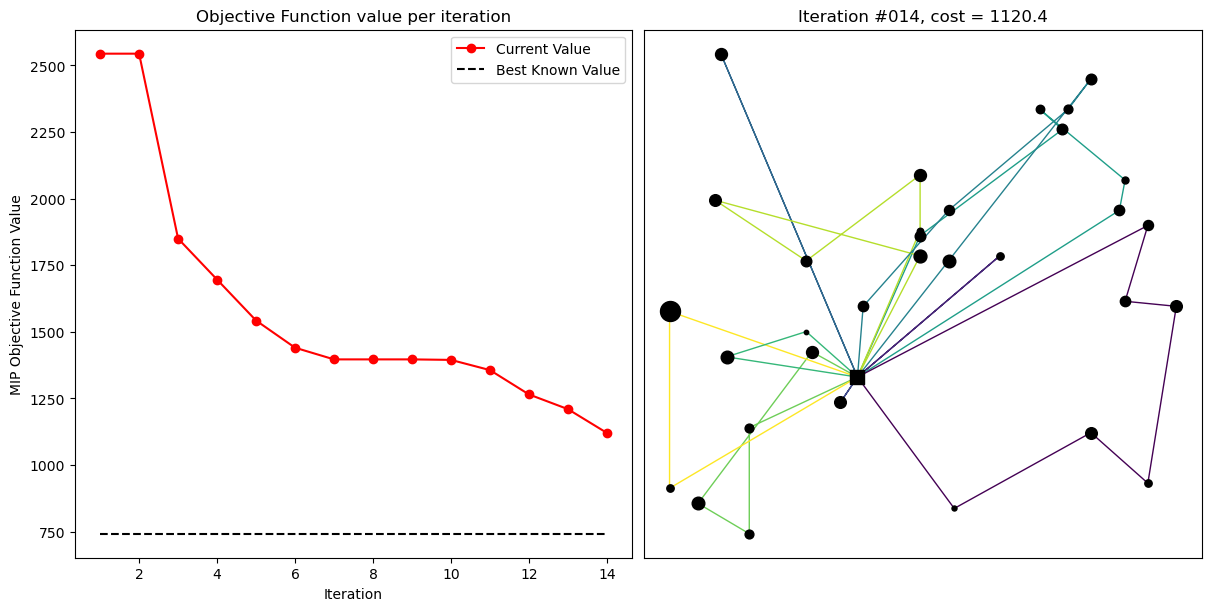 Objective Function value per iteration
Current Value
Best Known Value
MIP Objective Function Value
2500
2250
2000
1750
1500
1250
1000
750
2 4 6 8 10 12 14
Iteration
Iteration #014, cost = 1120.4